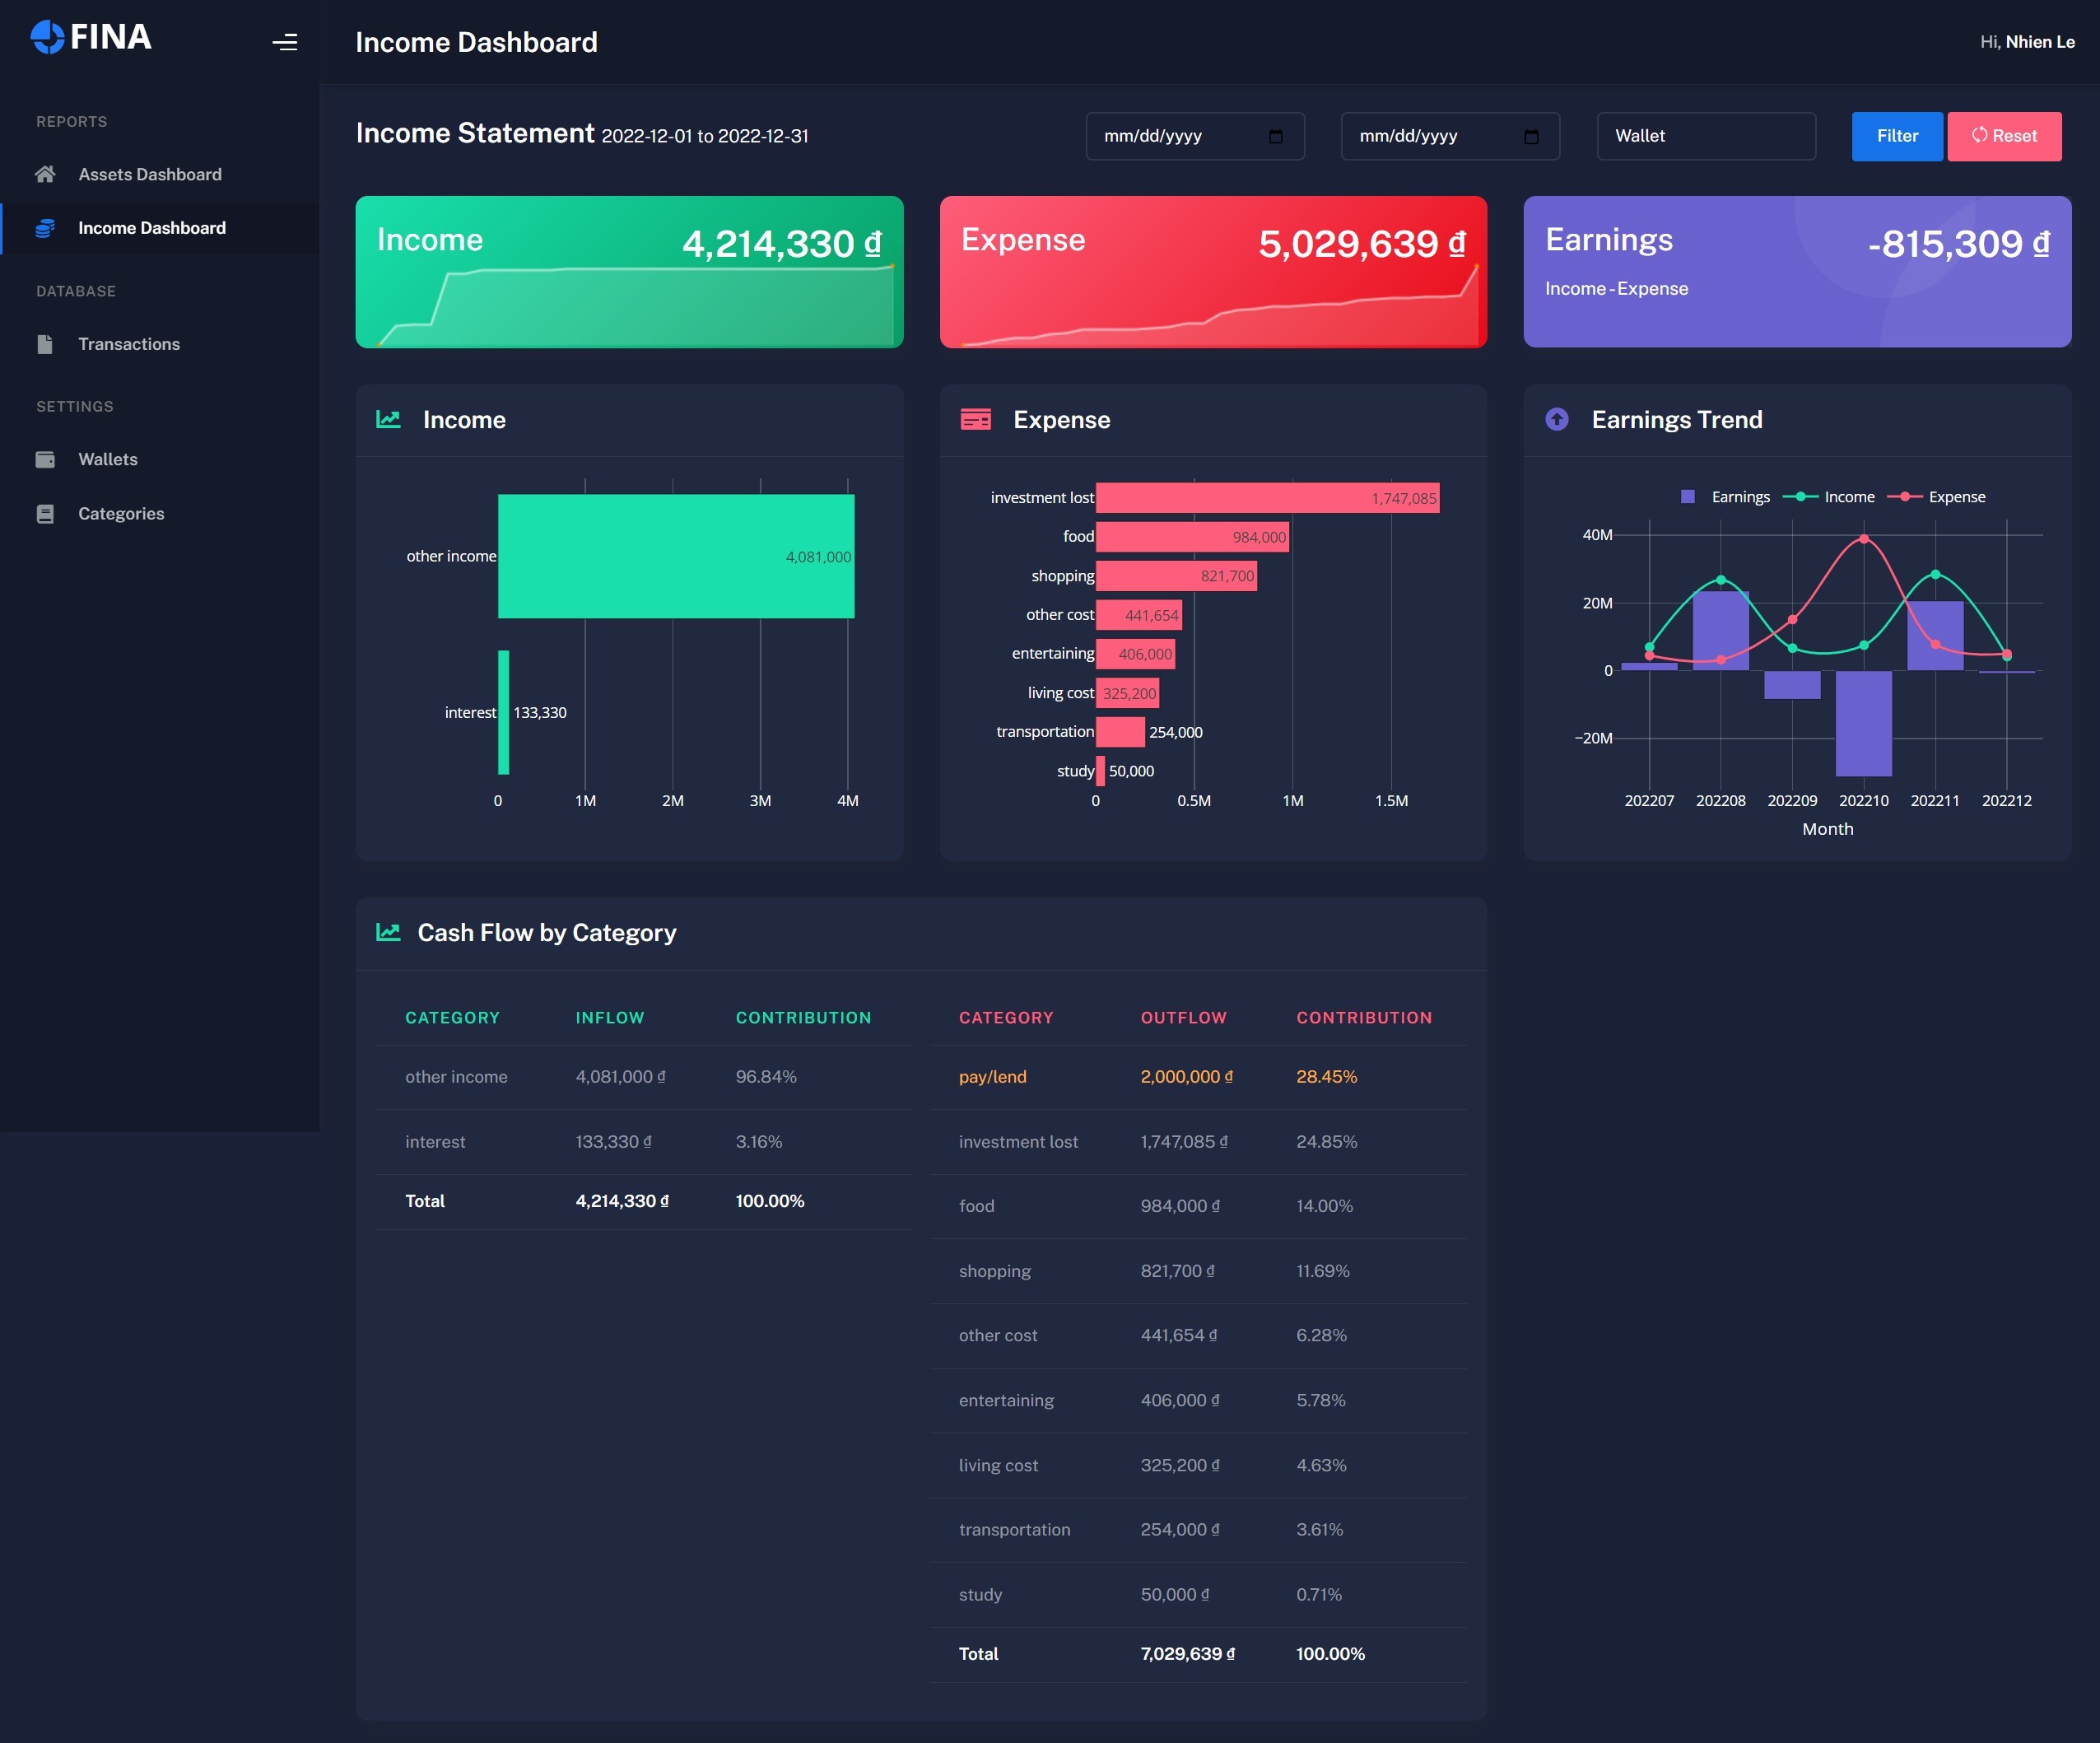 FINA
Income Dashboard
Hi, Nhien Le
REPORTS
Assets Dashboard
Income Dashboard
DATABASE
Transactions
SETTINGS
Wallets
Categories
Income Statement 2022-12-01 to 2022-12-31
mm/dd/yyyy
mm/dd/yyyy
Wallet
Filter
Reset
Income
4,214,330 ₫
Expense
5,029,639 ₫
Earnings
-815,309 ₫
Income - Expense
Income
other income
4,081,000
interest
133,330
0 1M 2M 3M 4M
Expense
investment lost 1,747,085
food 984,000
shopping 821,700
other cost 441,654
entertaining 406,000
living cost 325,200
transportation 254,000
study 50,000
0 0.5M 1M 1.5M
Earnings Trend
Earnings Income Expense
40M
20M
0
−20M
202207 202208 202209 202210 202211 202212
Month
Cash Flow by Category
CATEGORY INFLOW CONTRIBUTION
other income 4,081,000 ₫ 96.84%
interest 133,330 ₫ 3.16%
Total 4,214,330 ₫ 100.00%
CATEGORY OUTFLOW CONTRIBUTION
pay/lend 2,000,000 ₫ 28.45%
investment lost 1,747,085 ₫ 24.85%
food 984,000 ₫ 14.00%
shopping 821,700 ₫ 11.69%
other cost 441,654 ₫ 6.28%
entertaining 406,000 ₫ 5.78%
living cost 325,200 ₫ 4.63%
transportation 254,000 ₫ 3.61%
study 50,000 ₫ 0.71%
Total 7,029,639 ₫ 100.00%